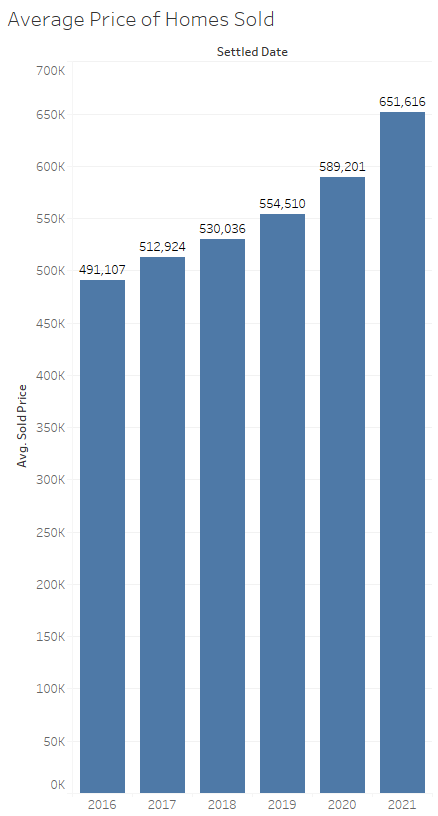 Average Price of Homes Sold
Settled Date
700K
650K
600K
550K
500K
450K
400K
350K
300K
250K
200K
150K
100K
50K
0K
Avg. Sold Price
491,107
512,924
530,036
554,510
589,201
651,616
2016 2017 2018 2019 2020 2021